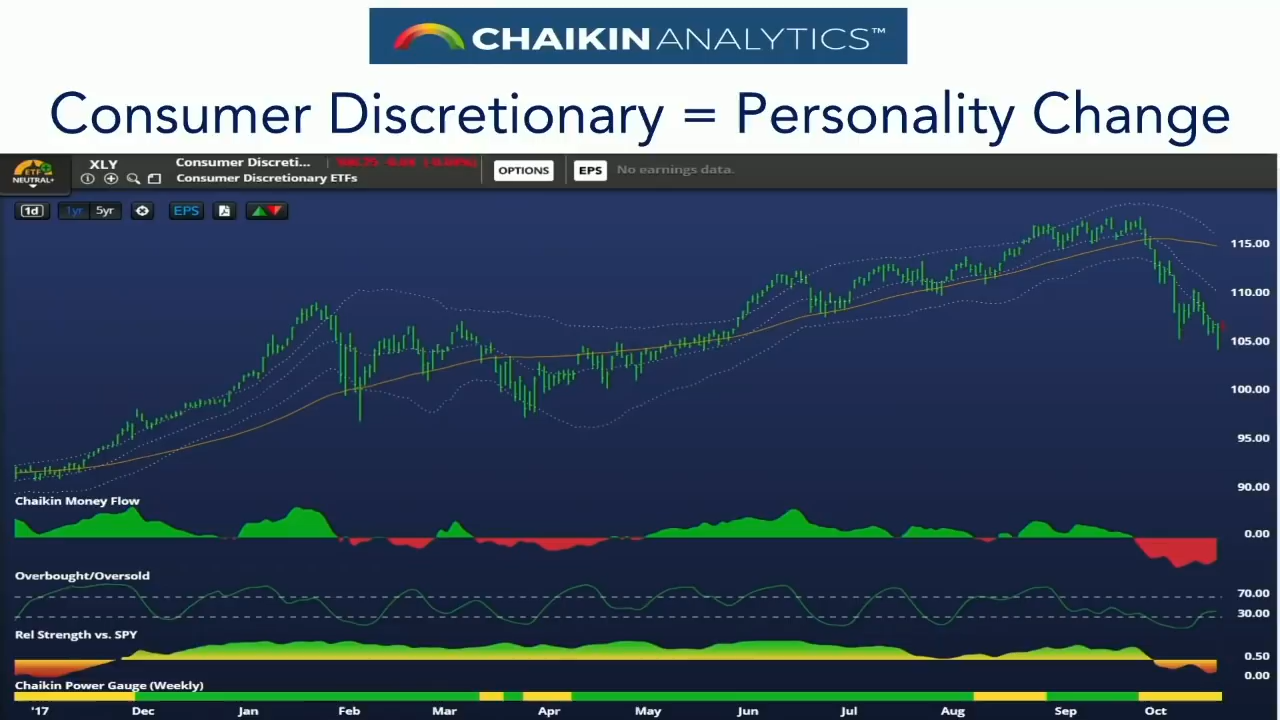 CHAIKIN ANALYTICS™
Consumer Discretionary = Personality Change
ETF
NEUTRAL+
XLY
Consumer Discreti...
Consumer Discretionary ETFs
OPTIONS
EPS
No earnings data.
1d
1yr
5yr
EPS
115.00
110.00
105.00
100.00
95.00
90.00
Chaikin Money Flow
0.00
Overbought/Oversold
70.00
30.00
Rel Strength vs. SPY
0.50
0.00
Chaikin Power Gauge (Weekly)
'17 Dec Jan Feb Mar Apr May Jun Jul Aug Sep Oct